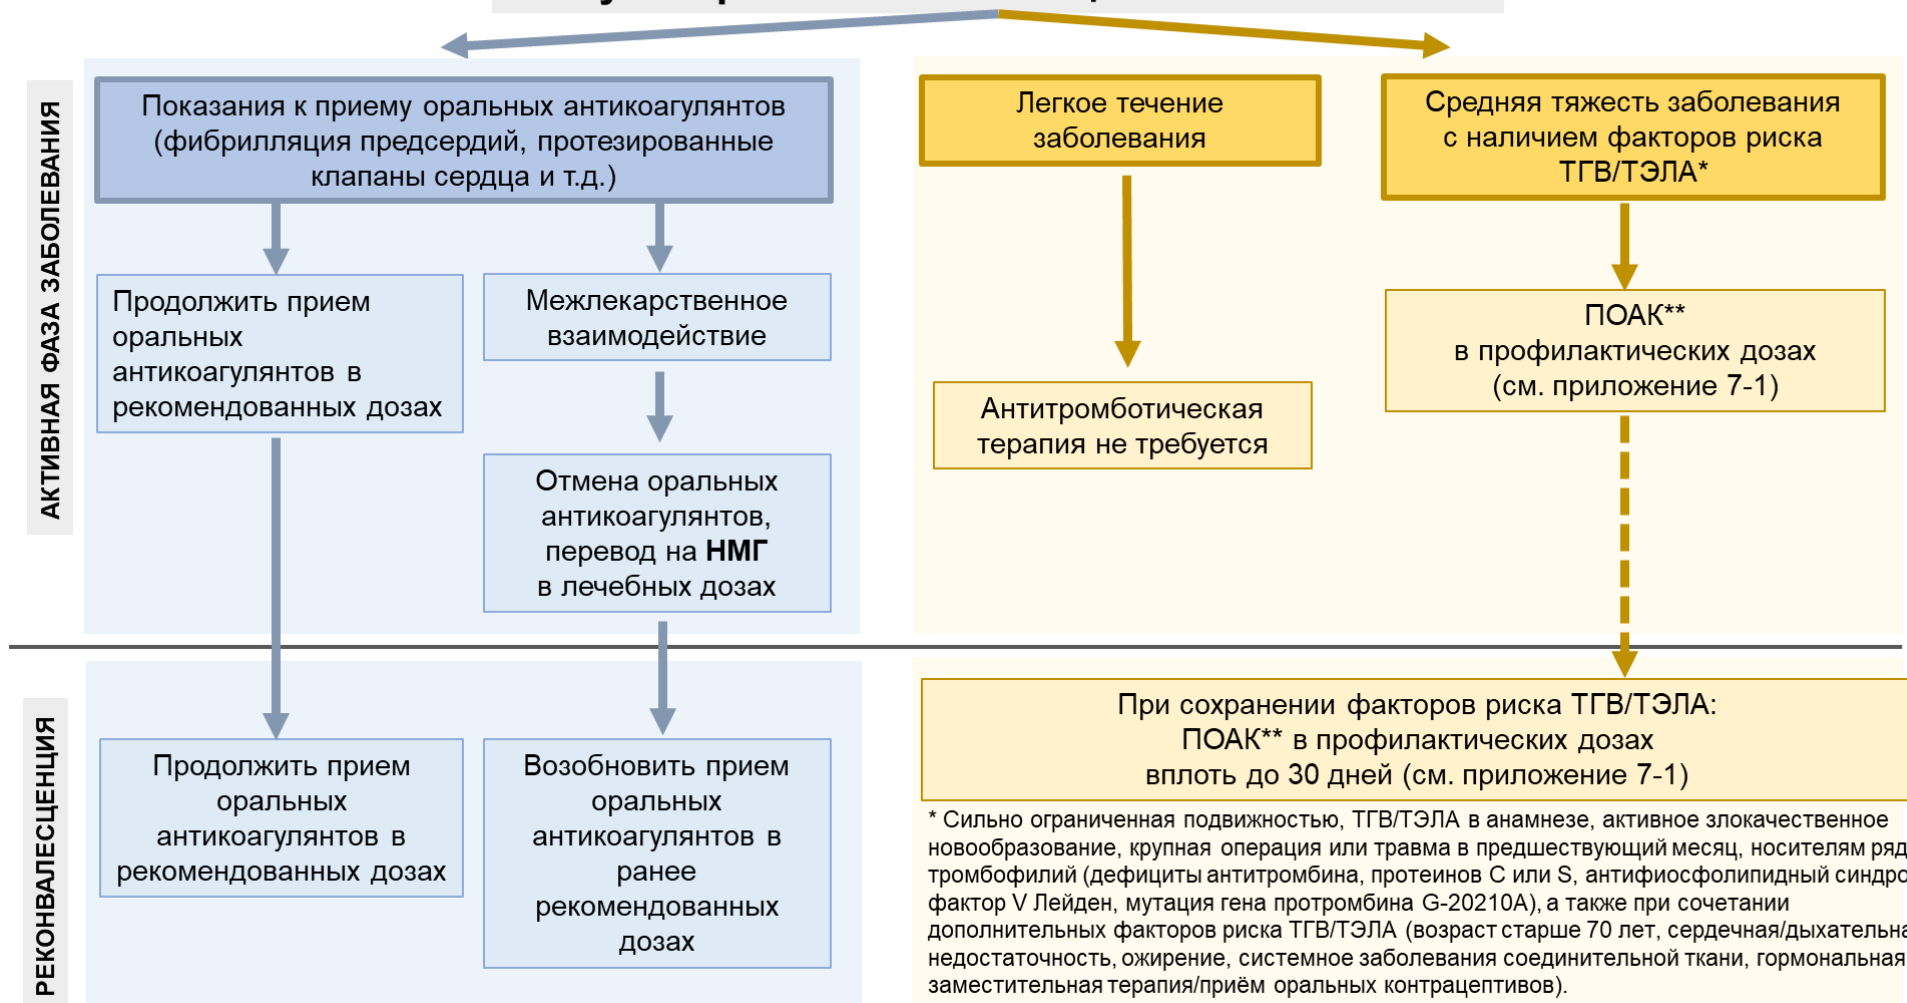 АКТИВНАЯ ФАЗА ЗАБОЛЕВАНИЯ
Показания к приему оральных антикоагулянтов
(фибрилляция предсердий, протезированные
клапаны сердца и т.д.)
Легкое течение
заболевания
Средняя тяжесть заболевания
с наличием факторов риска
ТГВ/ТЭЛА*
Продолжить прием
оральных
антикоагулянтов в
рекомендованных дозах
Межлекарственное
взаимодействие
ПОАК**
в профилактических дозах
(см. приложение 7-1)
Антитромботическая
терапия не требуется
Отмена оральных
антикоагулянтов,
перевод на НМГ
в лечебных дозах
РЕКОНВАЛЕСЦЕНЦИЯ
Продолжить прием
оральных
антикоагулянтов в
рекомендованных дозах
Возобновить прием
оральных
антикоагулянтов в
ранее
рекомендованных
дозах
При сохранении факторов риска ТГВ/ТЭЛА:
ПОАК** в профилактических дозах
вплоть до 30 дней (см. приложение 7-1)
* Сильно ограниченная подвижностью, ТГВ/ТЭЛА в анамнезе, активное злокачественное
новообразование, крупная операция или травма в предшествующий месяц, носителям ряд
тромбофилий (дефициты антитромбина, протеинов С или S, антифиосфолипидный синдро
фактор V Лейден, мутация гена протромбина G-20210A), а также при сочетании
дополнительных факторов риска ТГВ/ТЭЛА (возраст старше 70 лет, сердечная/дыхательна
недостаточность, ожирение, системное заболевания соединительной ткани, гормональная
заместительная терапия/приём оральных контрацептивов).